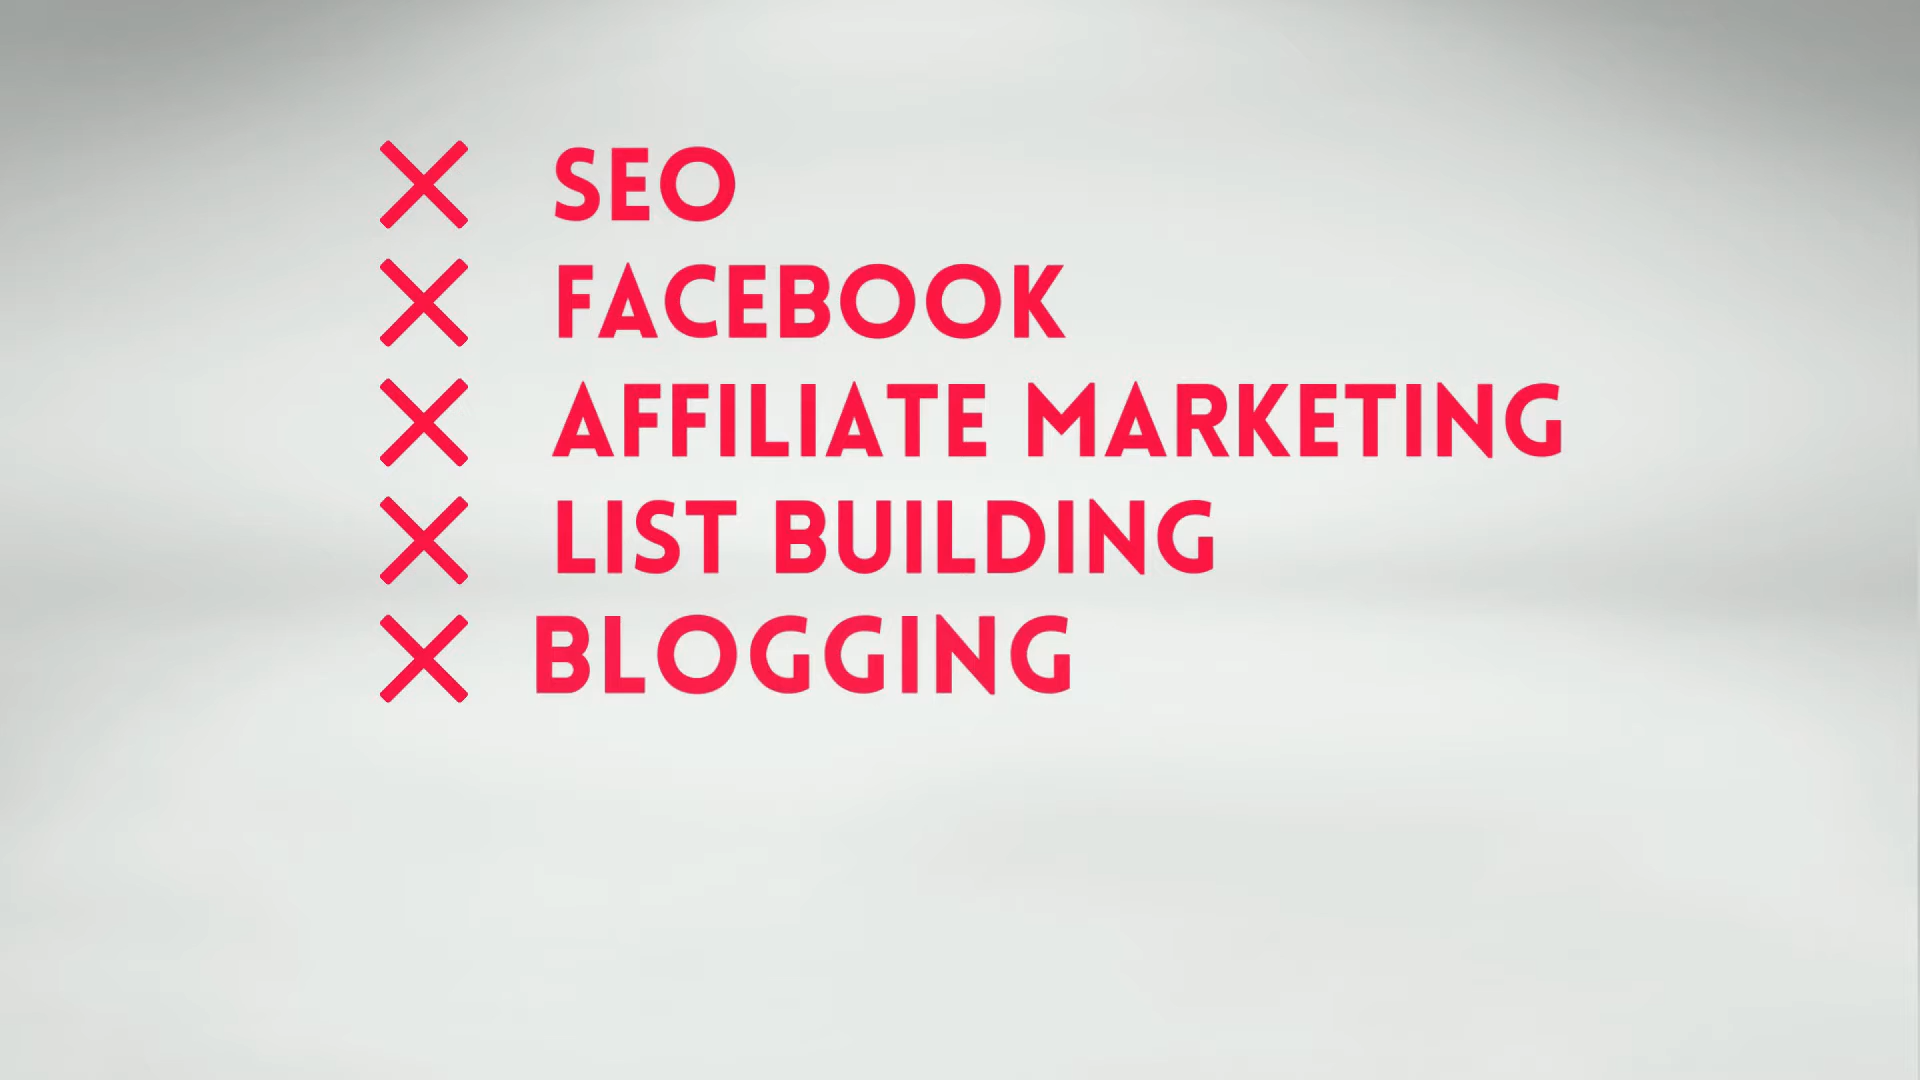 SEO
FACEBOOK
AFFILIATE MARKETING
LIST BUILDING
BLOGGING